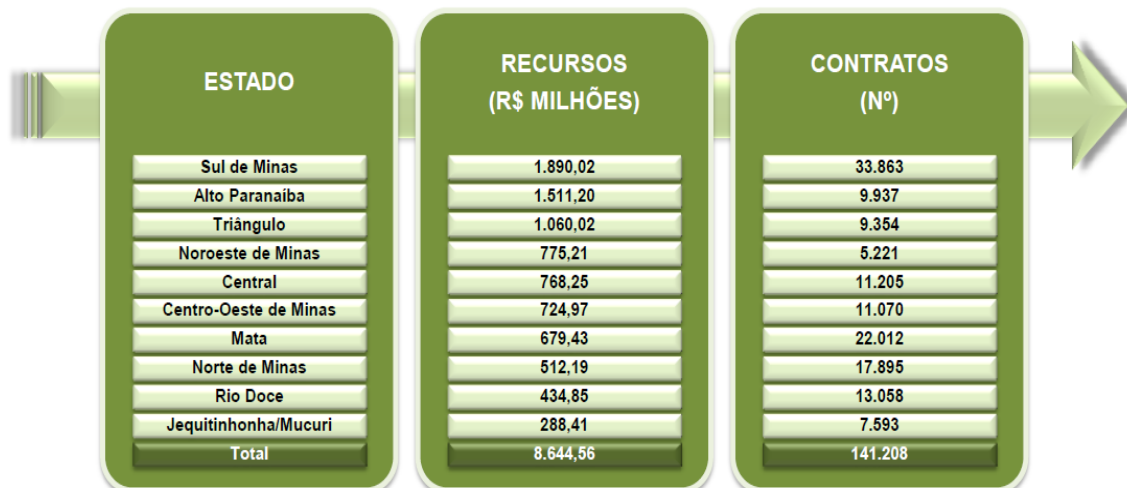 ESTADO
RECURSOS
(R$ MILHÕES)
CONTRATOS
(Nº)
Sul de Minas 1.890,02 33.863
Alto Paranaíba 1.511,20 9.937
Triângulo 1.060,02 9.354
Noroeste de Minas 775,21 5.221
Central 768,25 11.205
Centro-Oeste de Minas 724,97 11.070
Mata 679,43 22.012
Norte de Minas 512,19 17.895
Rio Doce 434,85 13.058
Jequitinhonha/Mucuri 288,41 7.593
Total 8.644,56 141.208